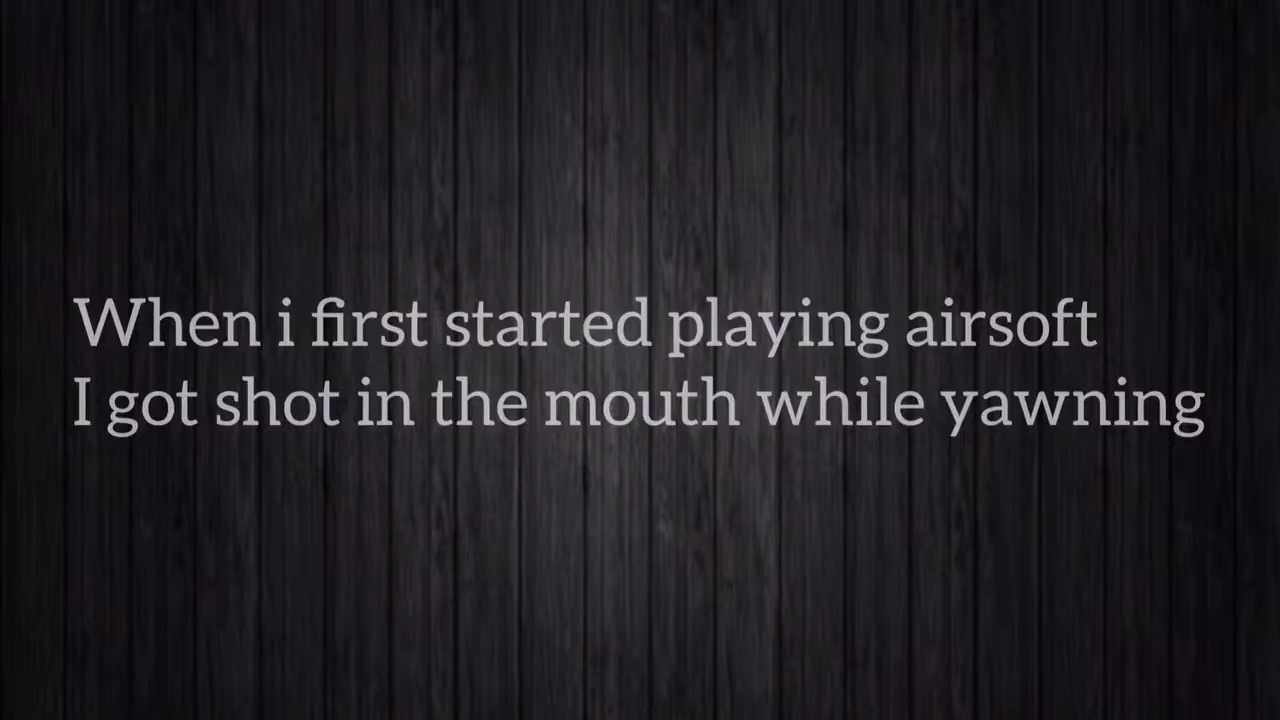 When i first started playing airsoft
I got shot in the mouth while yawning